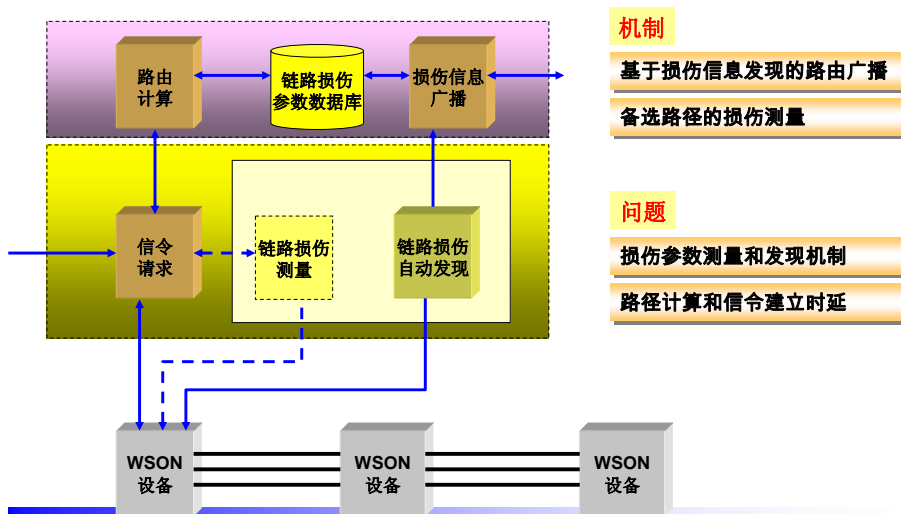 路由
计算
链路损伤
参数数据库
损伤信息
广播
机制
基于损伤信息发现的路由广播
备选路径的损伤测量
信令
请求
链路损伤
测量
链路损伤
自动发现
问题
损伤参数测量和发现机制
路径计算和信令建立时延
WSON
设备
WSON
设备
WSON
设备